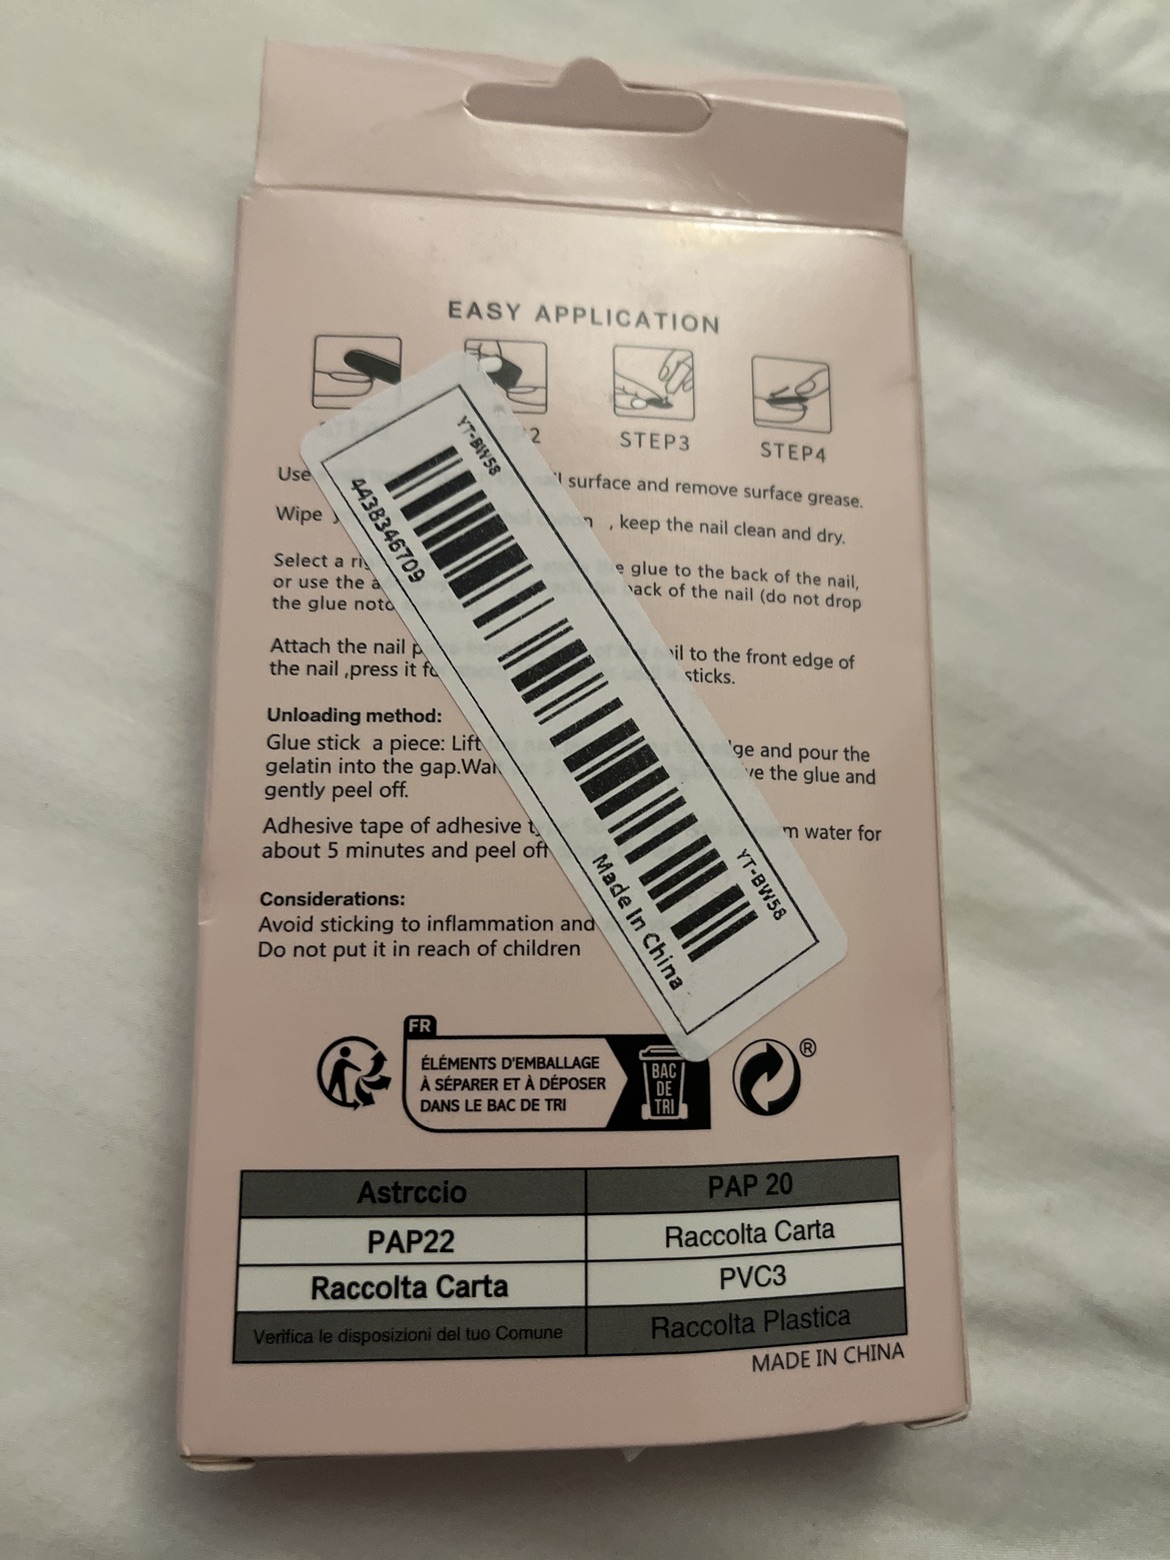 EASY APPLICATION
2
STEP3
STEP4
Use surface and remove surface grease.
Wipe , keep the nail clean and dry.
Select a glue to the back of the nail,
or use the back of the nail (do not drop
the glue
Attach the nail to the front edge of
the nail ,press it sticks.
Unloading method:
Glue stick a piece: Lift and pour the
gelatin into the gap. the glue and
gently peel off.
Adhesive tape of adhesive water for
about 5 minutes and peel off
Considerations:
Avoid sticking to inflammation and
Do not put it in reach of children
YT-BW58
4438346709
Made In China
YT-BW58
FR
ÉLÉMENTS D'EMBALLAGE
À SÉPARER ET À DÉPOSER
DANS LE BAC DE TRI
BAC
DE
TRI
®
Astrccio PAP 20
PAP22 Raccolta Carta
Raccolta Carta PVC3
Verifica le disposizioni del tuo Comune Raccolta Plastica
MADE IN CHINA